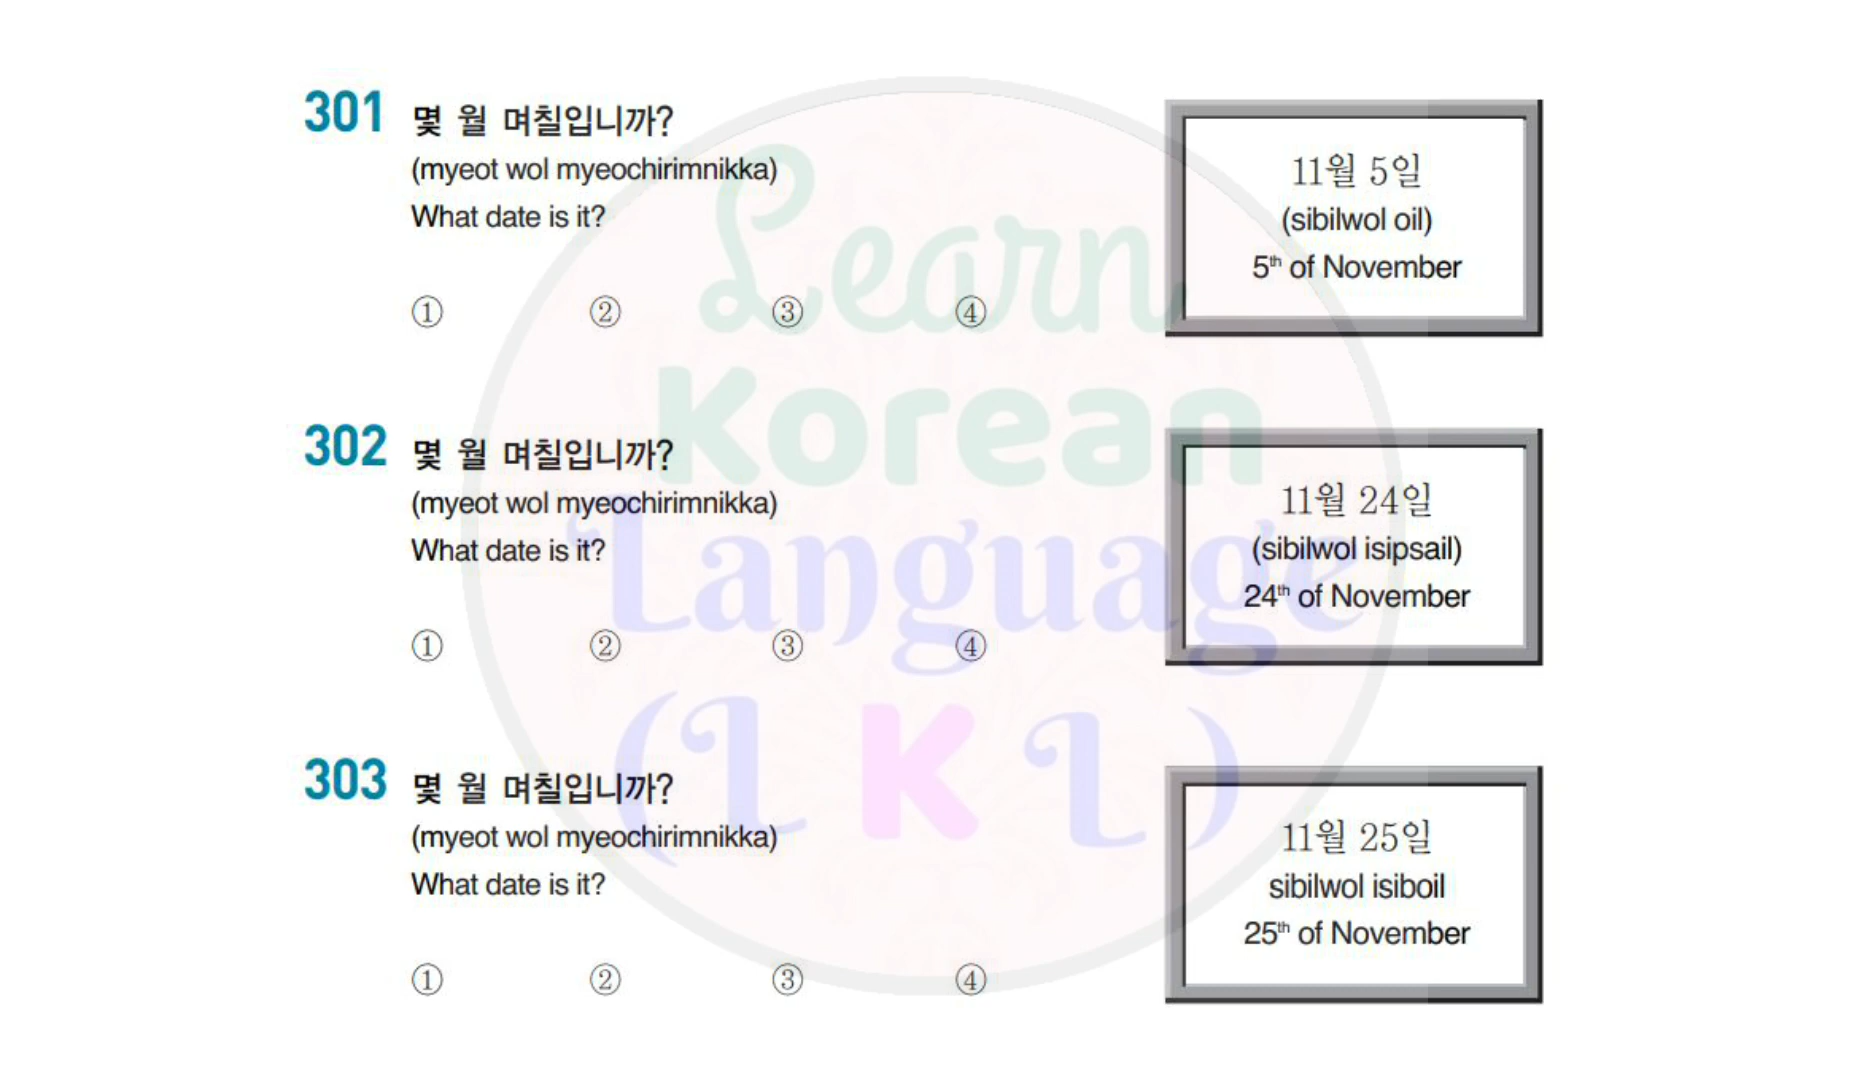 301 몇 월 며칠입니까?
(myeot wol myeochirimnikka)
What date is it?
① ② ③ ④
11월 5일
(sibilwol oil)
5th of November
302 몇 월 며칠입니까?
(myeot wol myeochirimnikka)
What date is it?
① ② ③ ④
11월 24일
(sibilwol isipsail)
24th of November
303 몇 월 며칠입니까?
(myeot wol myeochirimnikka)
What date is it?
① ② ③ ④
11월 25일
sibilwol isiboil
25th of November
Learn
Korean
Language
(L K L)